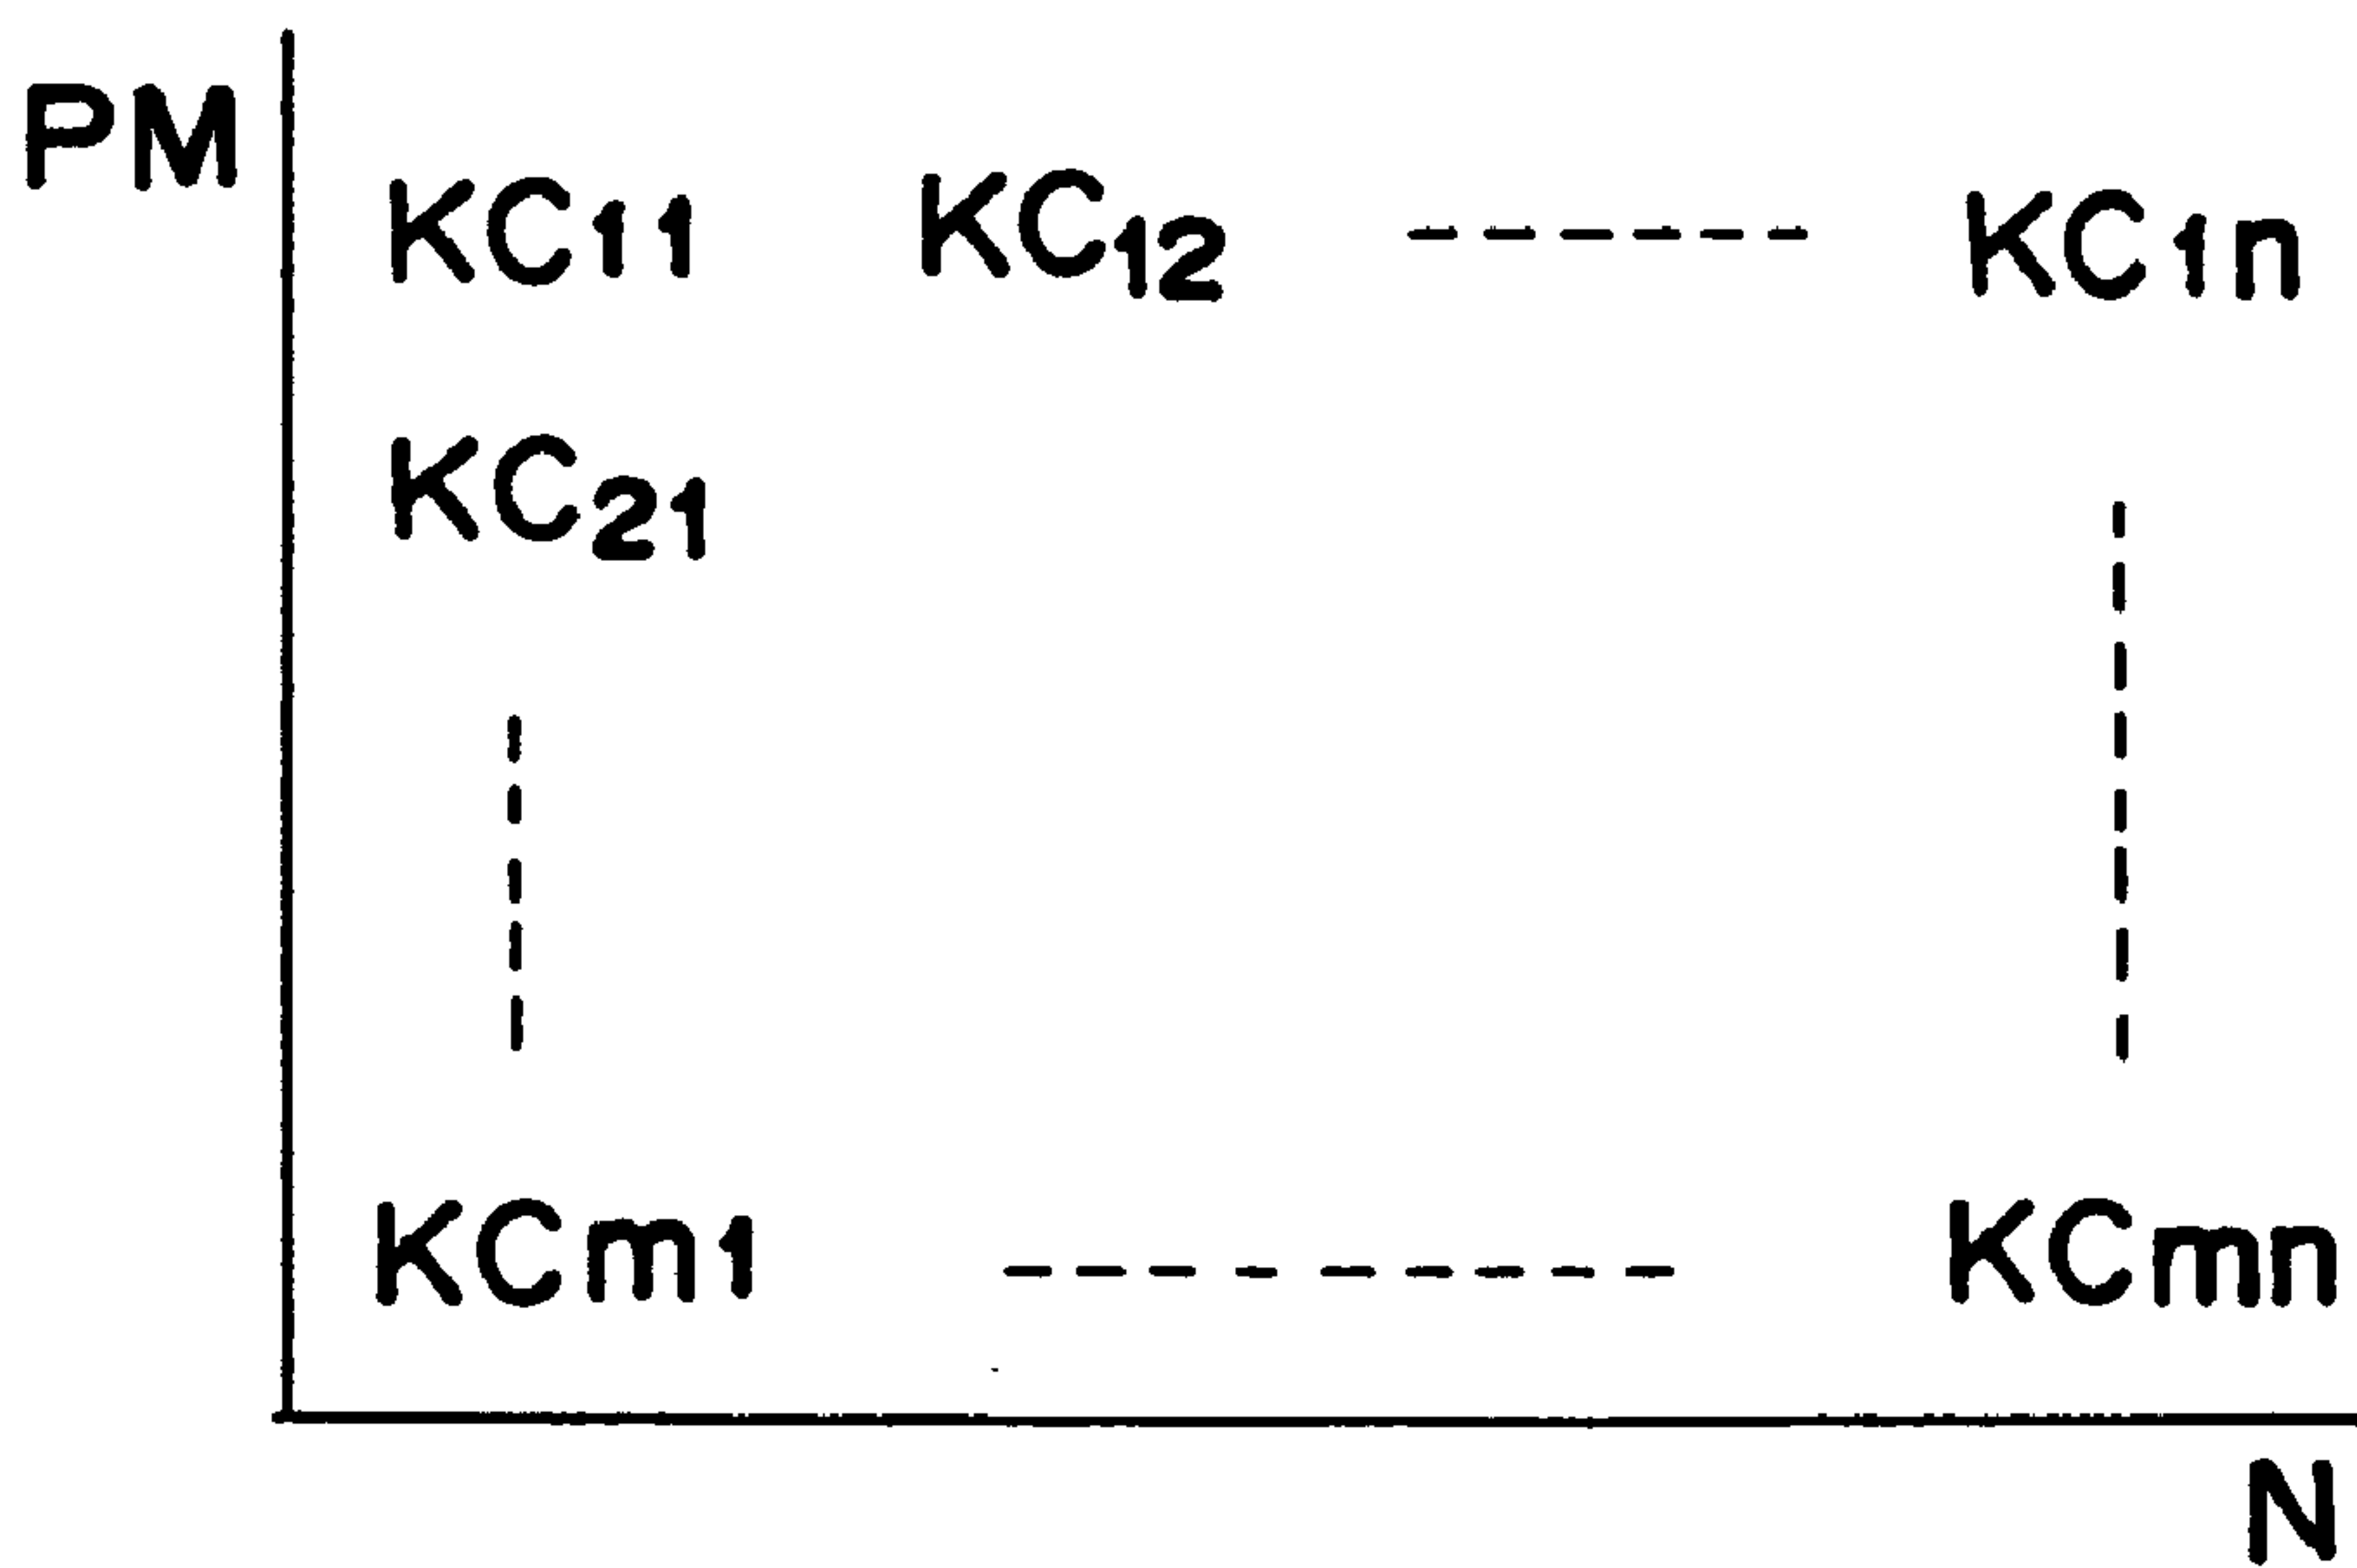 PM
KC11 KC12 ------ KC1n
KC21
KCm1 --------- KCmn
N